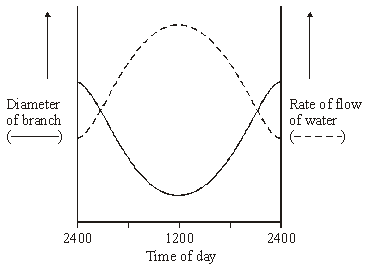 Diameter
of branch
(———)
Rate of flow
of water
(- - - - -)
2400
1200
2400
Time of day